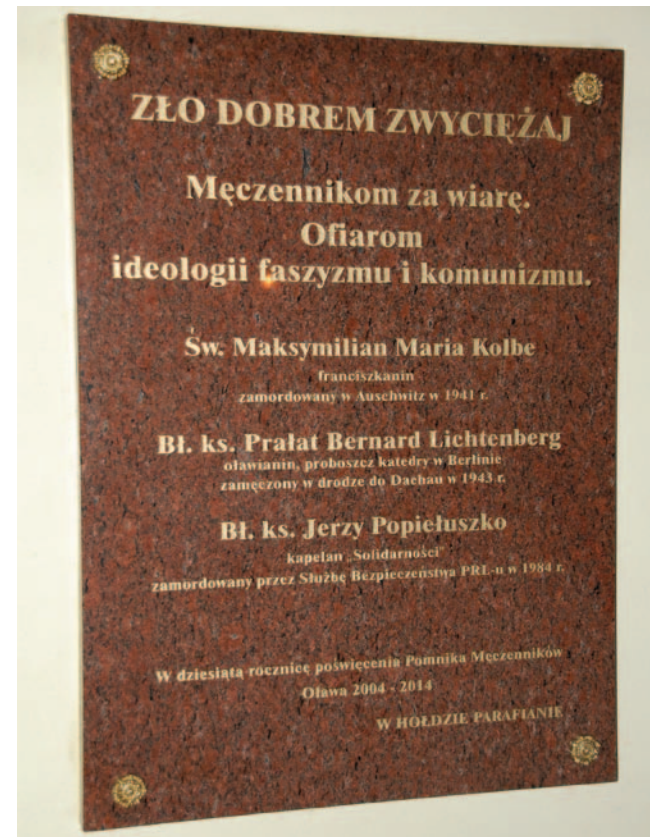 ZŁO DOBREM ZWYCIĘŻAJ
Męczennikom za wiarę.
Ofiarom
ideologii faszyzmu i komunizmu.
Św. Maksymilian Maria Kolbe
franciszkanin
zamordowany w Auschwitz w 1941 r.
Bł. ks. Prałat Bernard Lichtenberg
oławianin, proboszcz katedry w Berlinie
zamęczony w drodze do Dachau w 1943 r.
Bł. ks. Jerzy Popiełuszko
kapelan „Solidarności”
zamordowany przez Służbę Bezpieczeństwa PRL-u w 1984 r.
W dziesiątą rocznicę poświęcenia Pomnika Męczenników
Oława 2004 - 2014
W HOŁDZIE PARAFIANIE